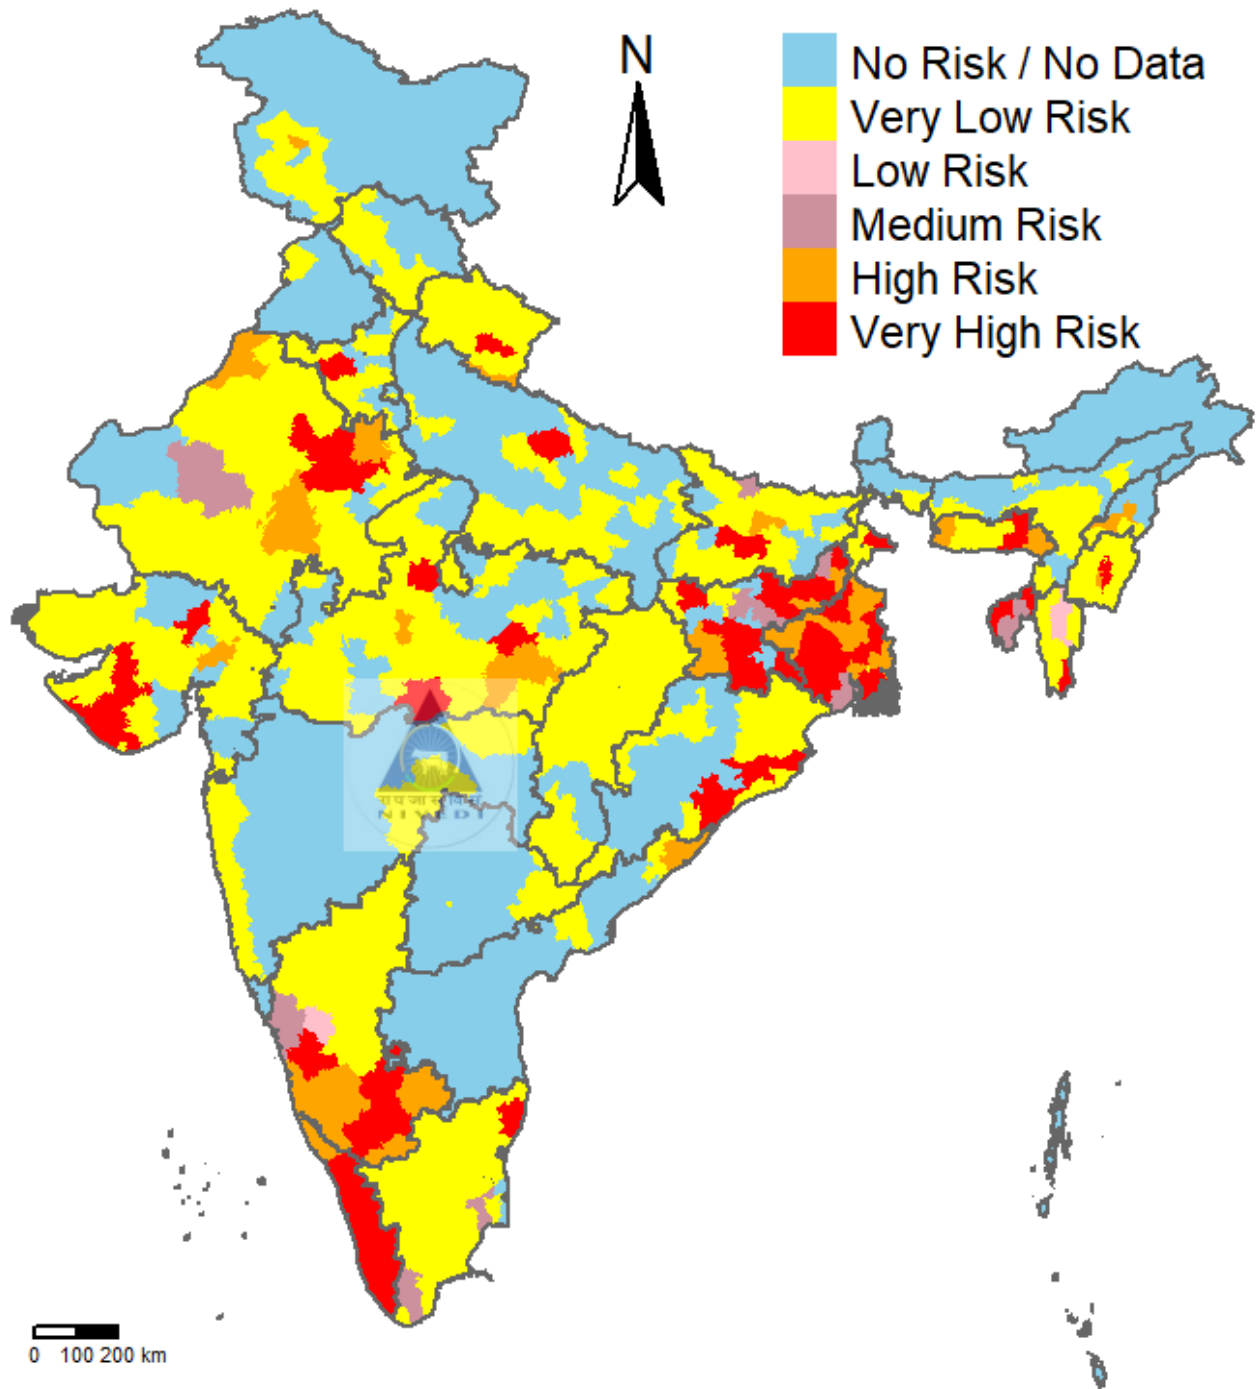 N
No Risk / No Data
Very Low Risk
Low Risk
Medium Risk
High Risk
Very High Risk
NIVEDI
0 100 200 km